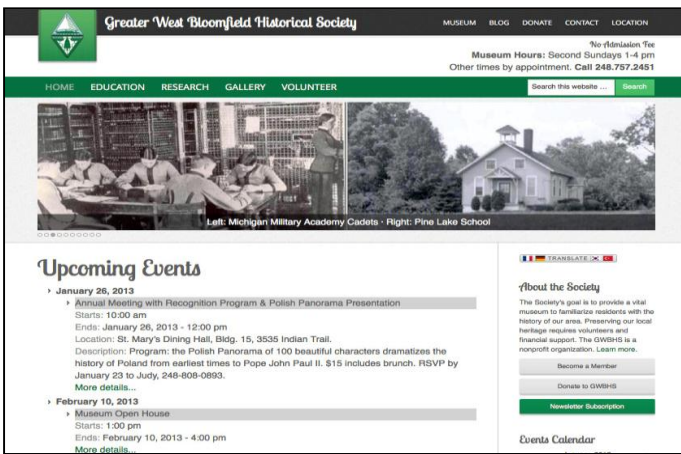 Greater West Bloomfield Historical Society
MUSEUM BLOG DONATE CONTACT LOCATION
No Admission Fee
Museum Hours: Second Sundays 1-4 pm
Other times by appointment. Call 248.757.2451
HOME EDUCATION RESEARCH GALLERY VOLUNTEER
Search this website ... Search
Left: Michigan Military Academy Cadets · Right: Pine Lake School
Upcoming Events
January 26, 2013
Annual Meeting with Recognition Program & Polish Panorama Presentation
Starts: 10:00 am
Ends: January 26, 2013 - 12:00 pm
Location: St. Mary's Dining Hall, Bldg. 15, 3535 Indian Trail.
Description: Program: the Polish Panorama of 100 beautiful characters dramatizes the
history of Poland from earliest times to Pope John Paul II. $15 includes brunch. RSVP by
January 23 to Judy, 248-808-0893.
More details...
February 10, 2013
Museum Open House
Starts: 1:00 pm
Ends: February 10, 2013 - 4:00 pm
More details...
TRANSLATE
About the Society
The Society's goal is to provide a vital
museum to familiarize residents with the
history of our area. Preserving our local
heritage requires volunteers and
financial support. The GWBHS is a
nonprofit organization. Learn more.
Become a Member
Donate to GWBHS
Newsletter Subscription
Events Calendar